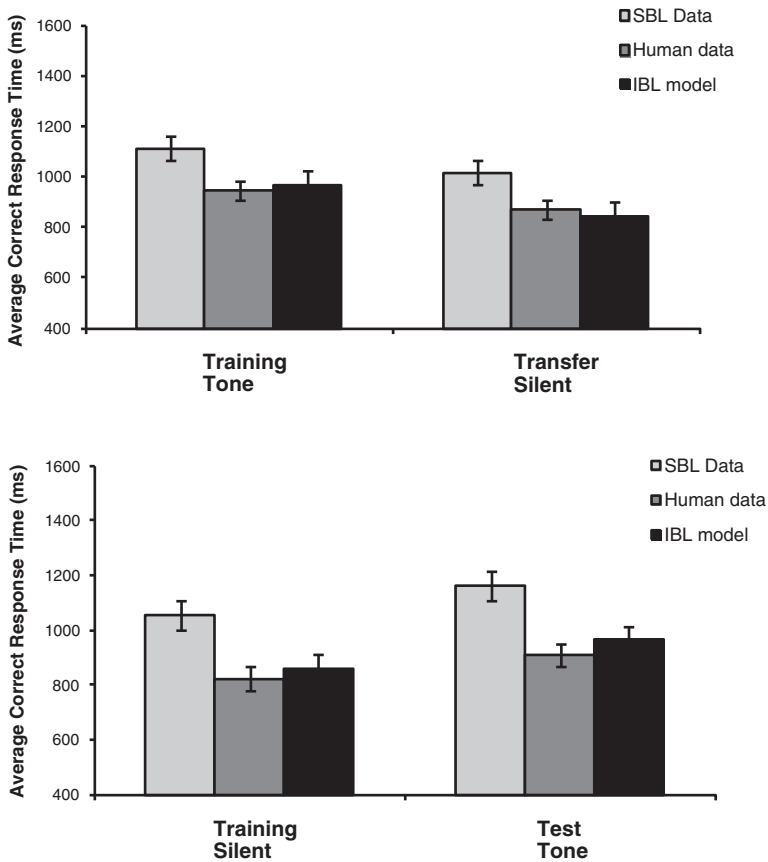 1600
1400
1200
1000
800
600
400
Average Correct Response Time (ms)
SBL Data
Human data
IBL model
Training
Tone
Transfer
Silent
1600
1400
1200
1000
800
600
400
Average Correct Response Time (ms)
SBL Data
Human data
IBL model
Training
Silent
Test
Tone